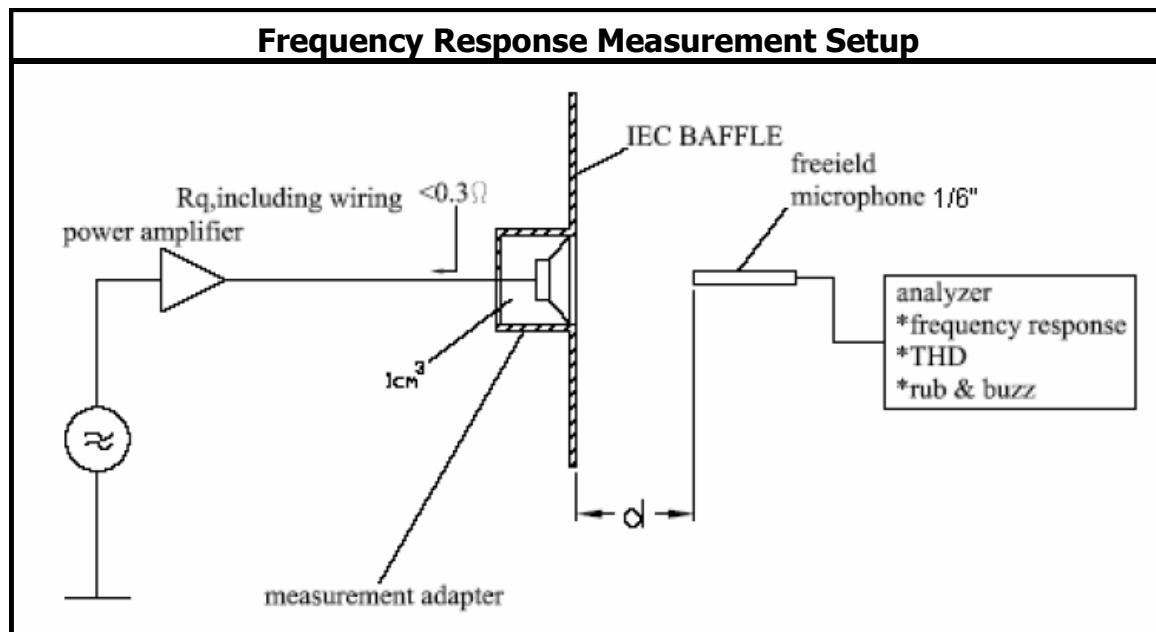 Frequency Response Measurement Setup
IEC BAFFLE
freeield
microphone 1/6"
Rq,including wiring <0.3Ω
power amplifier
analyzer
*frequency response
*THD
*rub & buzz
1cm³
d
measurement adapter